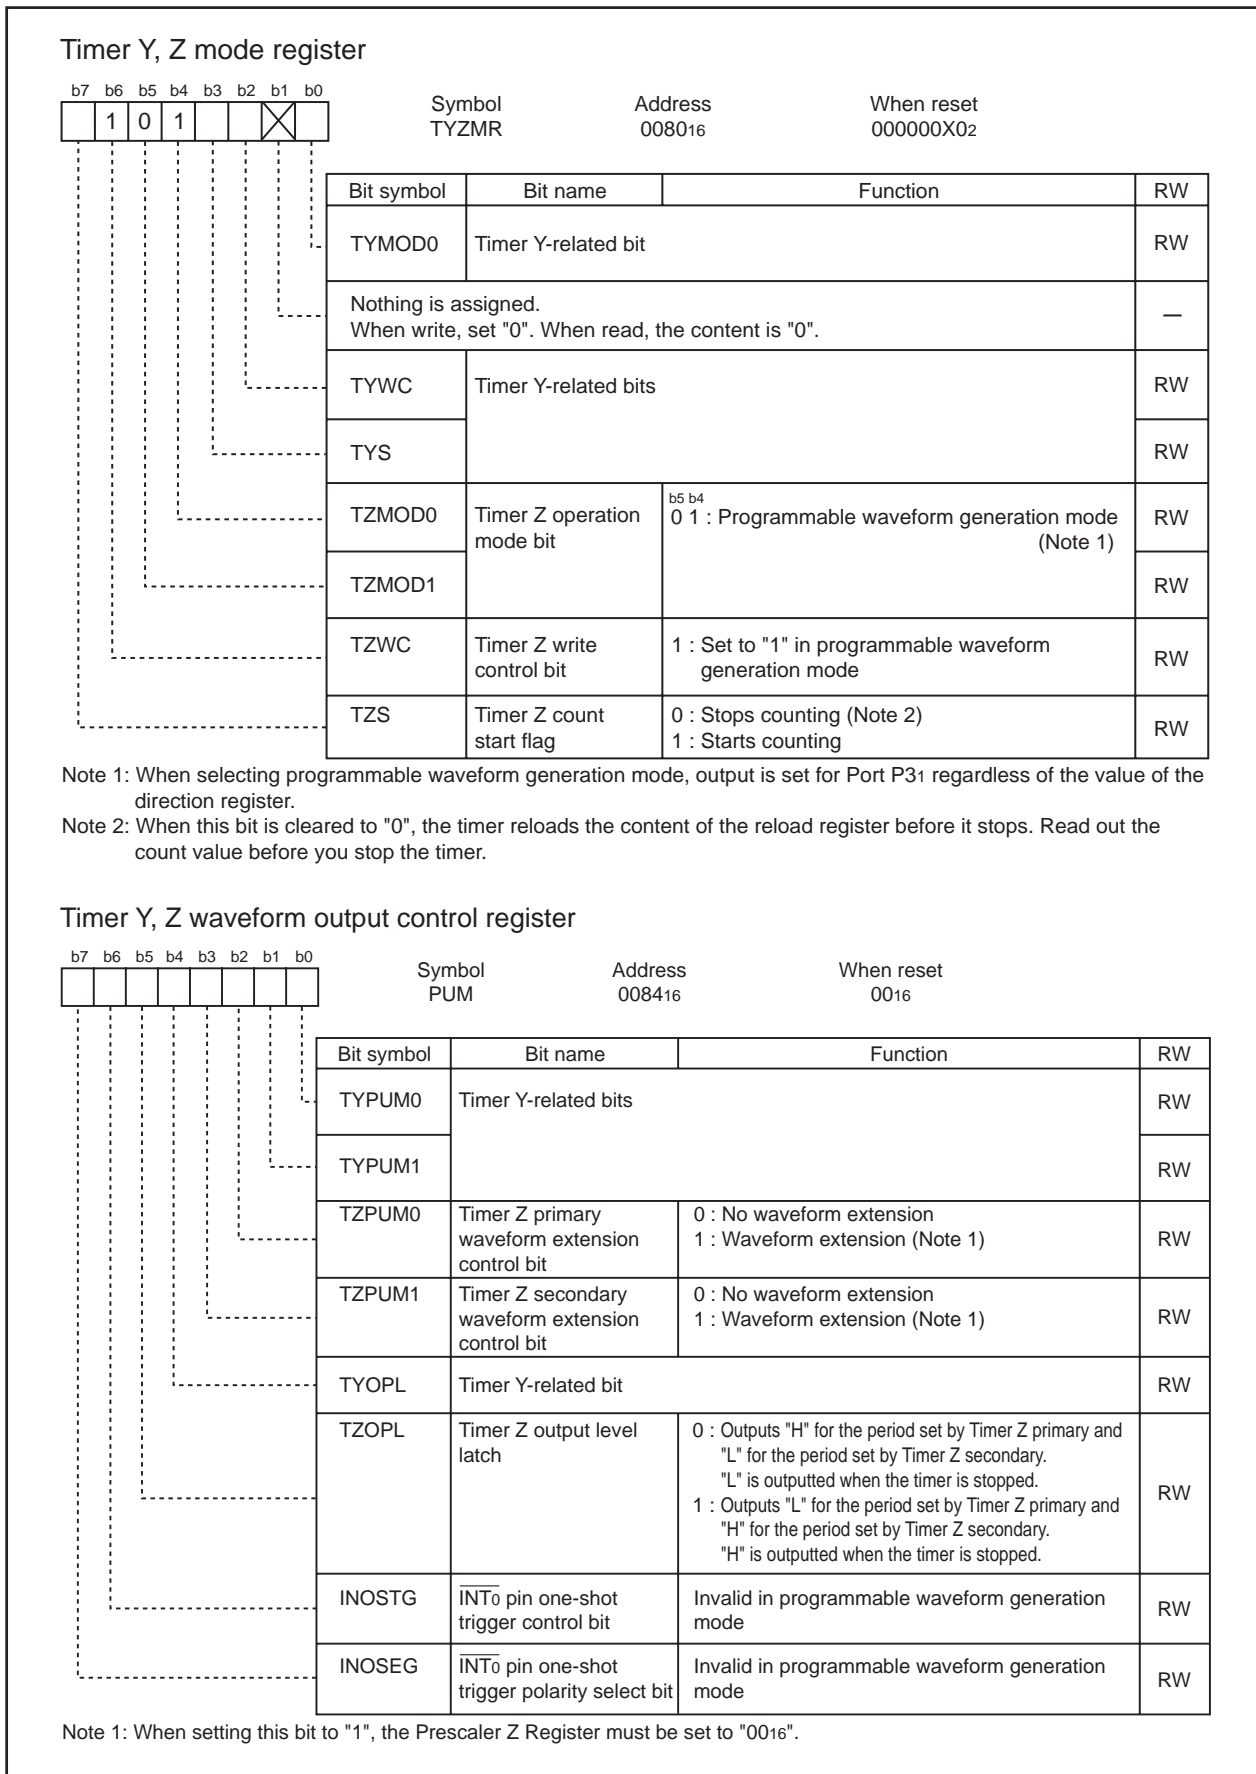 Timer Y, Z mode register
b7 b6 b5 b4 b3 b2 b1 b0
Symbol Address When reset
1 0 1
TYZMR 008016 000000X02
Bit symbol Bit name Function RW
TYMOD0 Timer Y-related bit RW
Nothing is assigned.
When write, set "0". When read, the content is "0". —
TYWC Timer Y-related bits RW
TYS RW
b5 b4
TZMOD0 Timer Z operation 0 1 : Programmable waveform generation mode RW
mode bit (Note 1)
TZMOD1 RW
TZWC Timer Z write 1 : Set to "1" in programmable waveform RW
control bit generation mode
TZS Timer Z count 0 : Stops counting (Note 2) RW
start flag 1 : Starts counting
Note 1: When selecting programmable waveform generation mode, output is set for Port P31 regardless of the value of the
direction register.
Note 2: When this bit is cleared to "0", the timer reloads the content of the reload register before it stops. Read out the
count value before you stop the timer.
Timer Y, Z waveform output control register
b7 b6 b5 b4 b3 b2 b1 b0
Symbol Address When reset
PUM 008416 0016
Bit symbol Bit name Function RW
TYPUM0 Timer Y-related bits RW
TYPUM1 RW
TZPUM0 Timer Z primary 0 : No waveform extension
waveform extension 1 : Waveform extension (Note 1) RW
control bit
TZPUM1 Timer Z secondary 0 : No waveform extension
waveform extension 1 : Waveform extension (Note 1) RW
control bit
TYOPL Timer Y-related bit RW
TZOPL Timer Z output level 0 : Outputs "H" for the period set by Timer Z primary and
latch "L" for the period set by Timer Z secondary.
"L" is outputted when the timer is stopped.
1 : Outputs "L" for the period set by Timer Z primary and RW
"H" for the period set by Timer Z secondary.
"H" is outputted when the timer is stopped.
INOSTG INT0 pin one-shot Invalid in programmable waveform generation RW
trigger control bit mode
INOSEG INT0 pin one-shot Invalid in programmable waveform generation RW
trigger polarity select bit mode
Note 1: When setting this bit to "1", the Prescaler Z Register must be set to "0016".